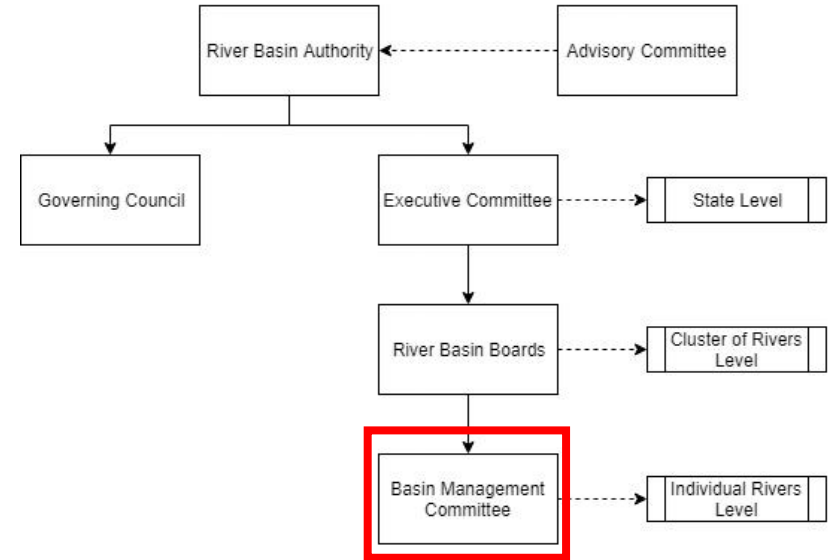 River Basin Authority
Advisory Committee
Governing Council
Executive Committee
State Level
River Basin Boards
Cluster of Rivers
Level
Basin Management
Committee
Individual Rivers
Level